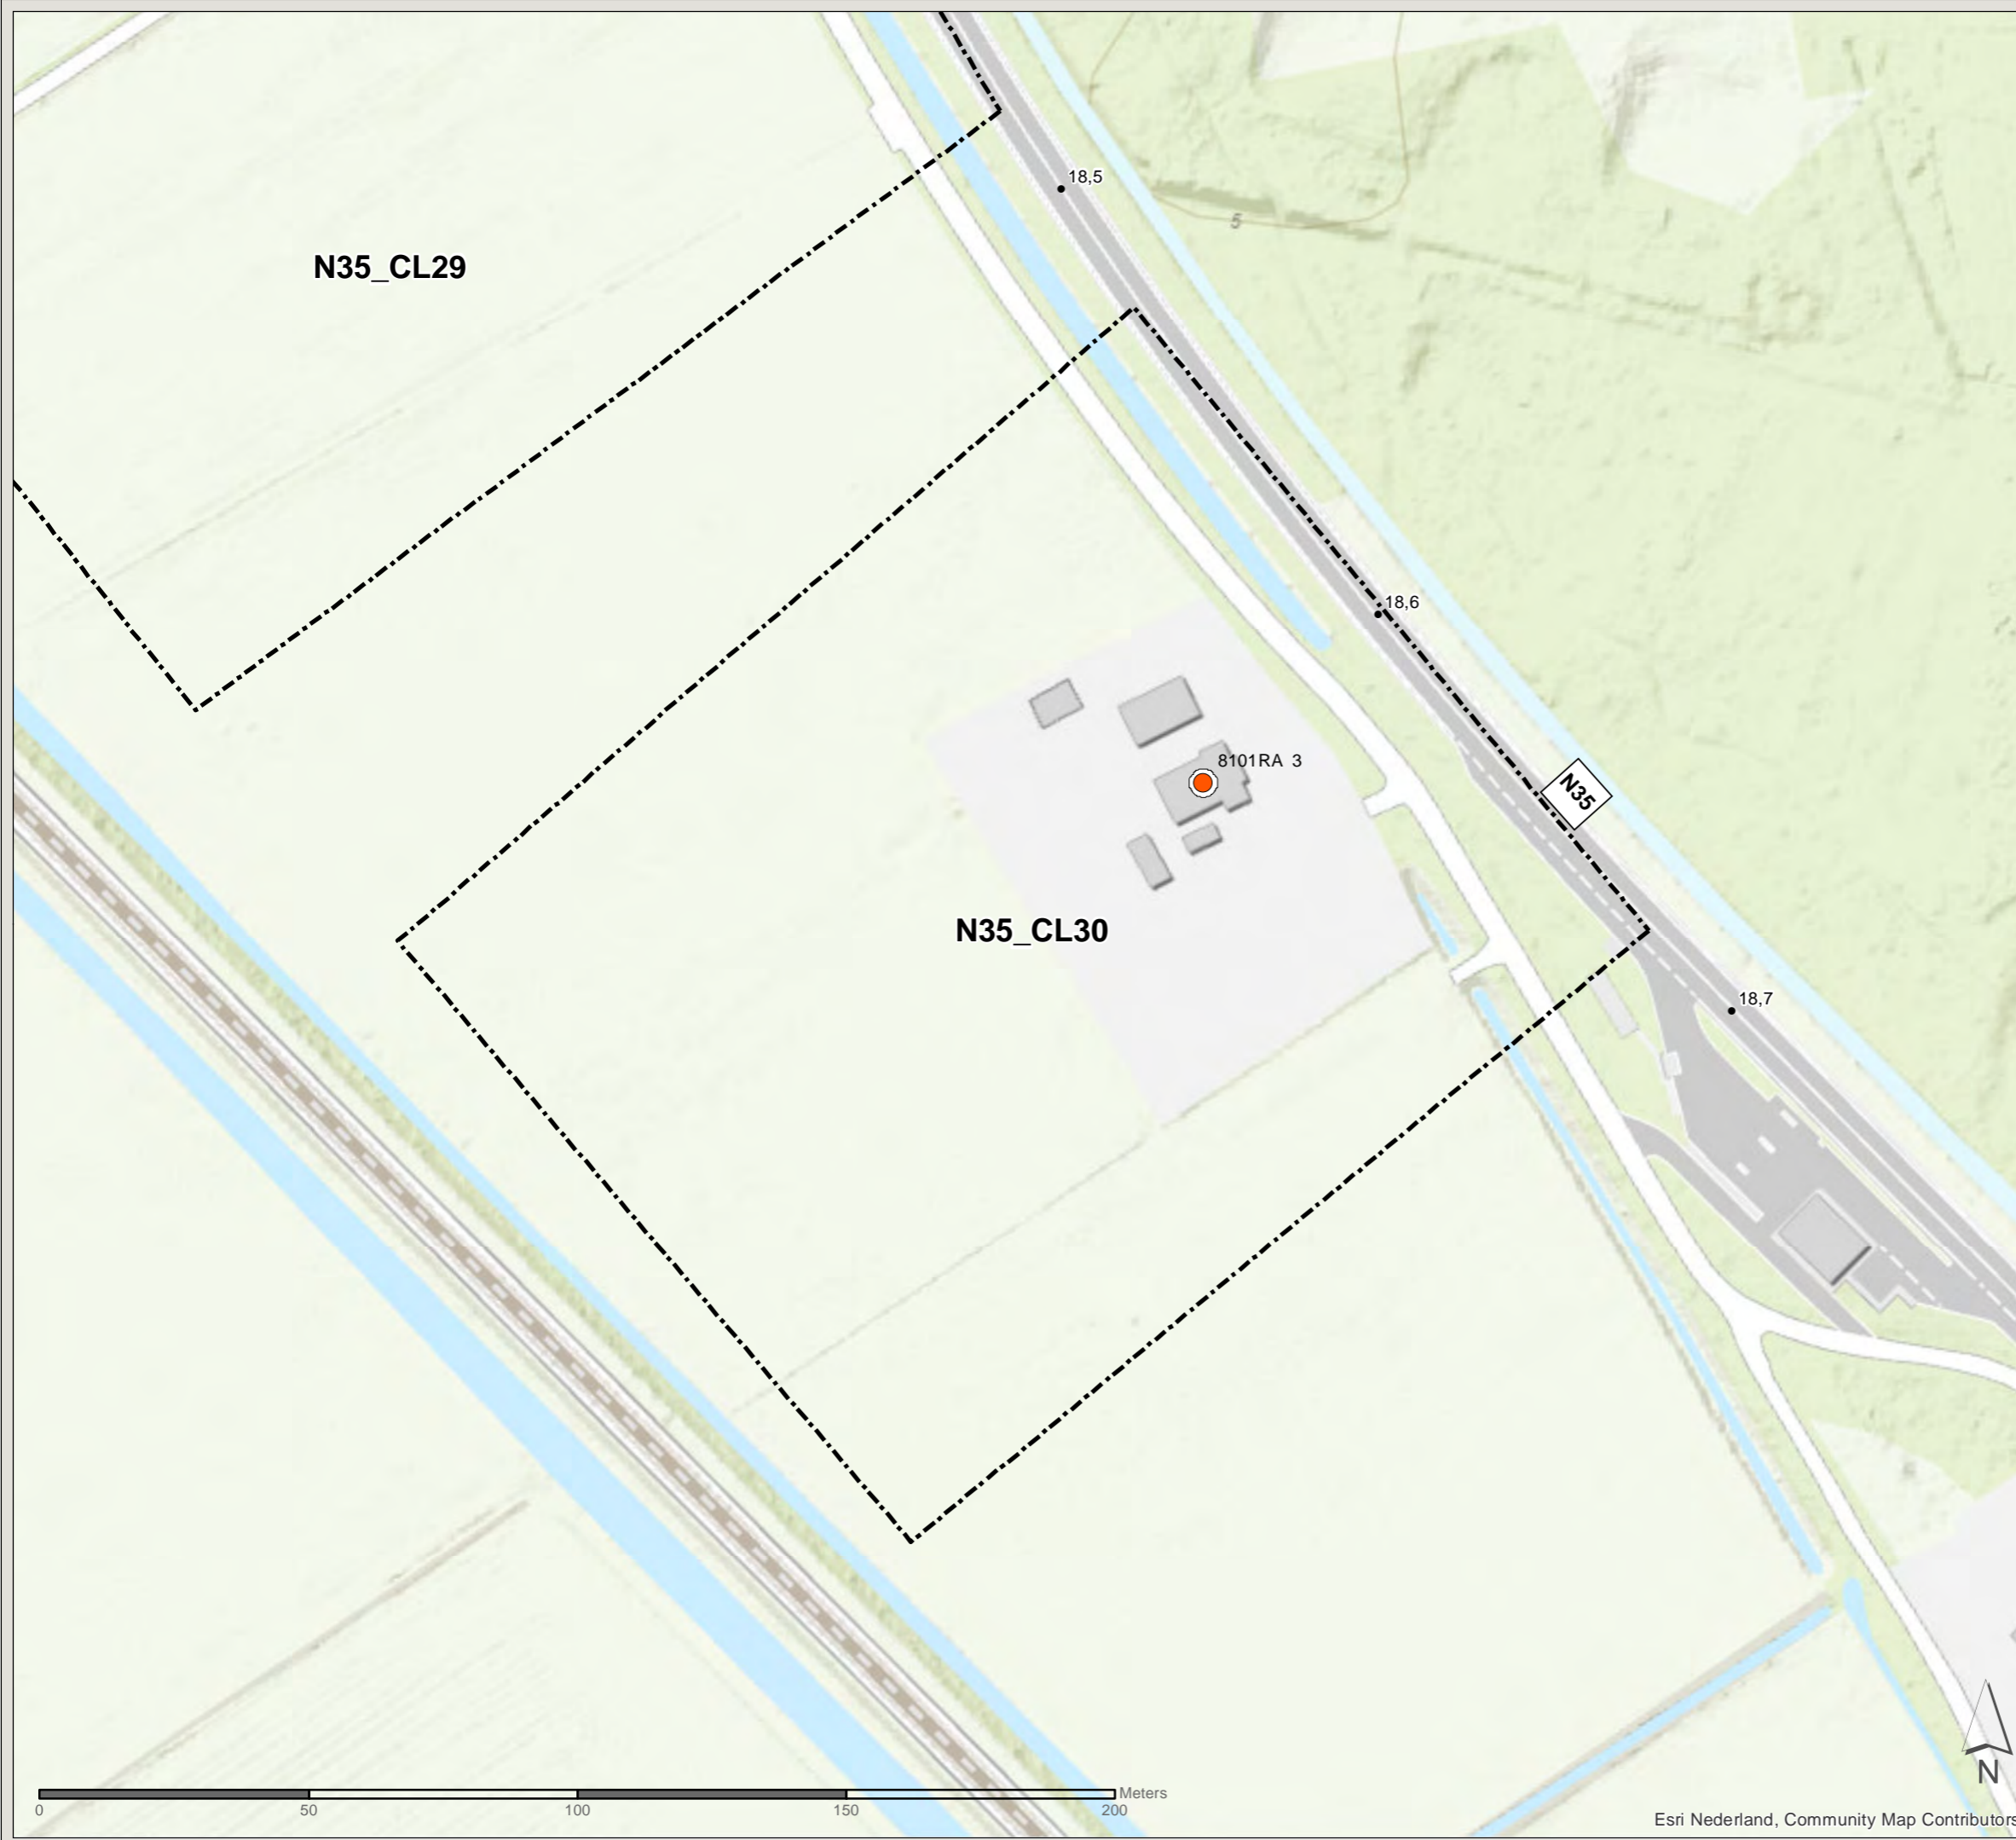 18,5
5
N35_CL29
18,6
8101RA 3
N35
N35_CL30
18,7
Meters
0 50 100 150 200
N
Esri Nederland, Community Map Contributors